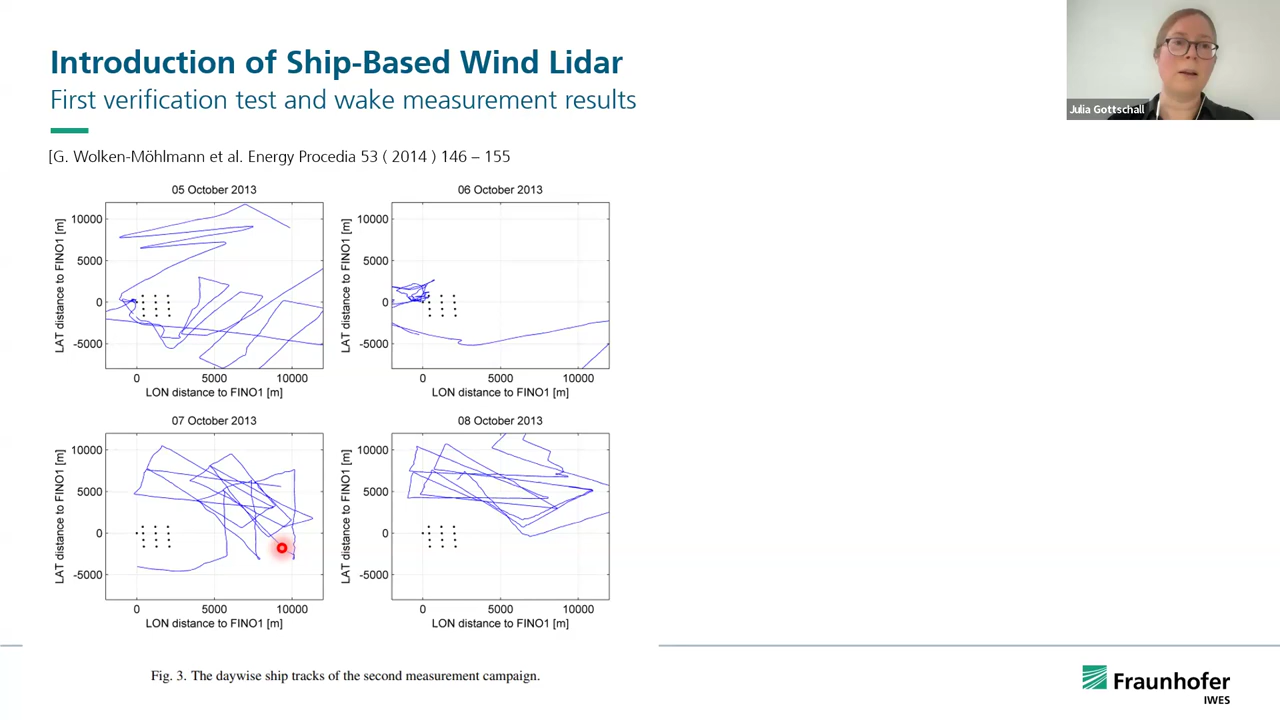 Introduction of Ship-Based Wind Lidar
First verification test and wake measurement results
Julia Gottschall
[G. Wolken-Möhlmann et al. Energy Procedia 53 ( 2014 ) 146 – 155
05 October 2013
06 October 2013
LAT distance to FINO1 [m]
10000
5000
0
-5000
0
5000
10000
LON distance to FINO1 [m]
LAT distance to FINO1 [m]
10000
5000
0
-5000
0
5000
10000
LON distance to FINO1 [m]
07 October 2013
08 October 2013
LAT distance to FINO1 [m]
10000
5000
0
-5000
0
5000
10000
LON distance to FINO1 [m]
LAT distance to FINO1 [m]
10000
5000
0
-5000
0
5000
10000
LON distance to FINO1 [m]
Fig. 3. The daywise ship tracks of the second measurement campaign.
Fraunhofer
IWES